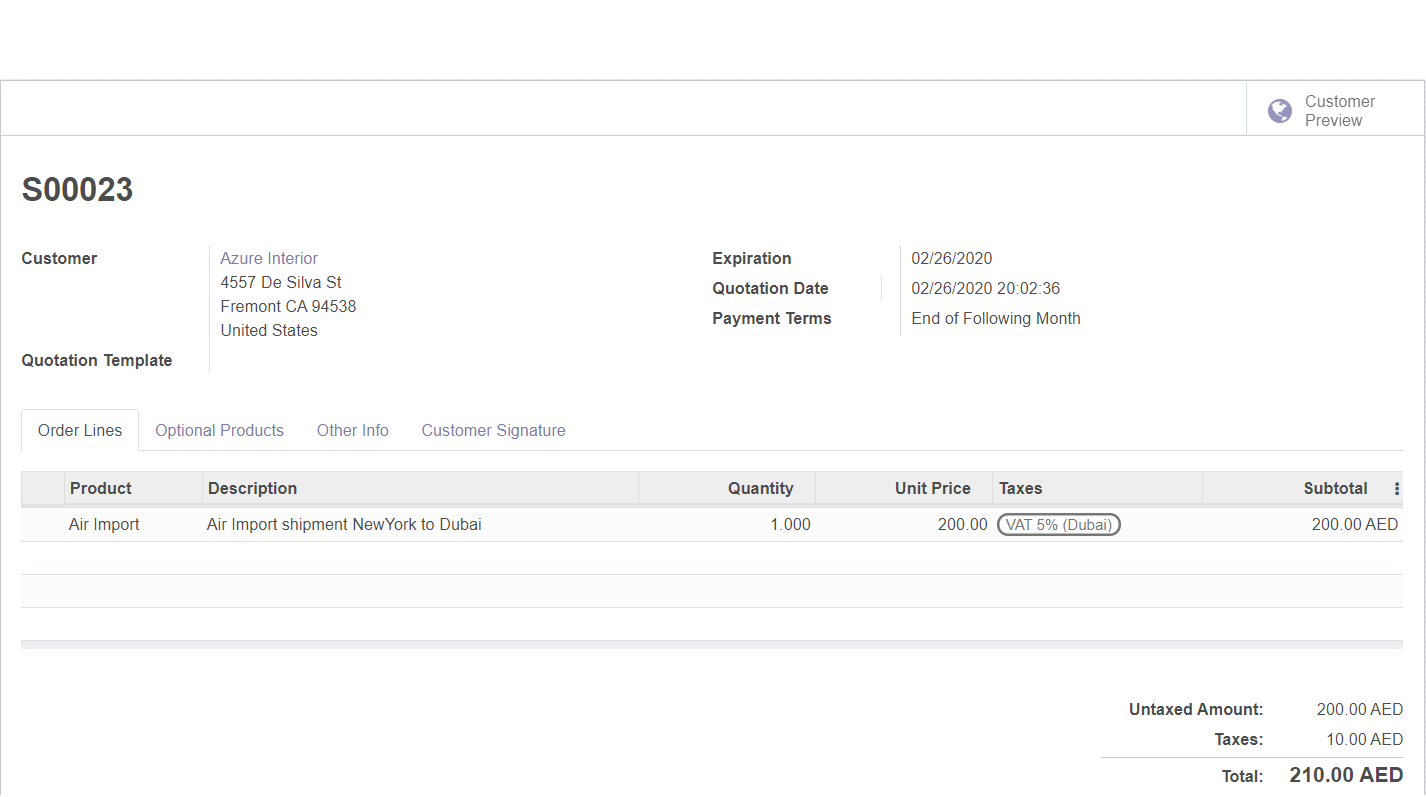 Customer
Preview
S00023
Customer Azure Interior
4557 De Silva St
Fremont CA 94538
United States
Quotation Template
Expiration 02/26/2020
Quotation Date 02/26/2020 20:02:36
Payment Terms End of Following Month
Order Lines Optional Products Other Info Customer Signature
Product Description Quantity Unit Price Taxes Subtotal
Air Import Air Import shipment NewYork to Dubai 1.000 200.00 VAT 5% (Dubai) 200.00 AED
Untaxed Amount: 200.00 AED
Taxes: 10.00 AED
Total: 210.00 AED